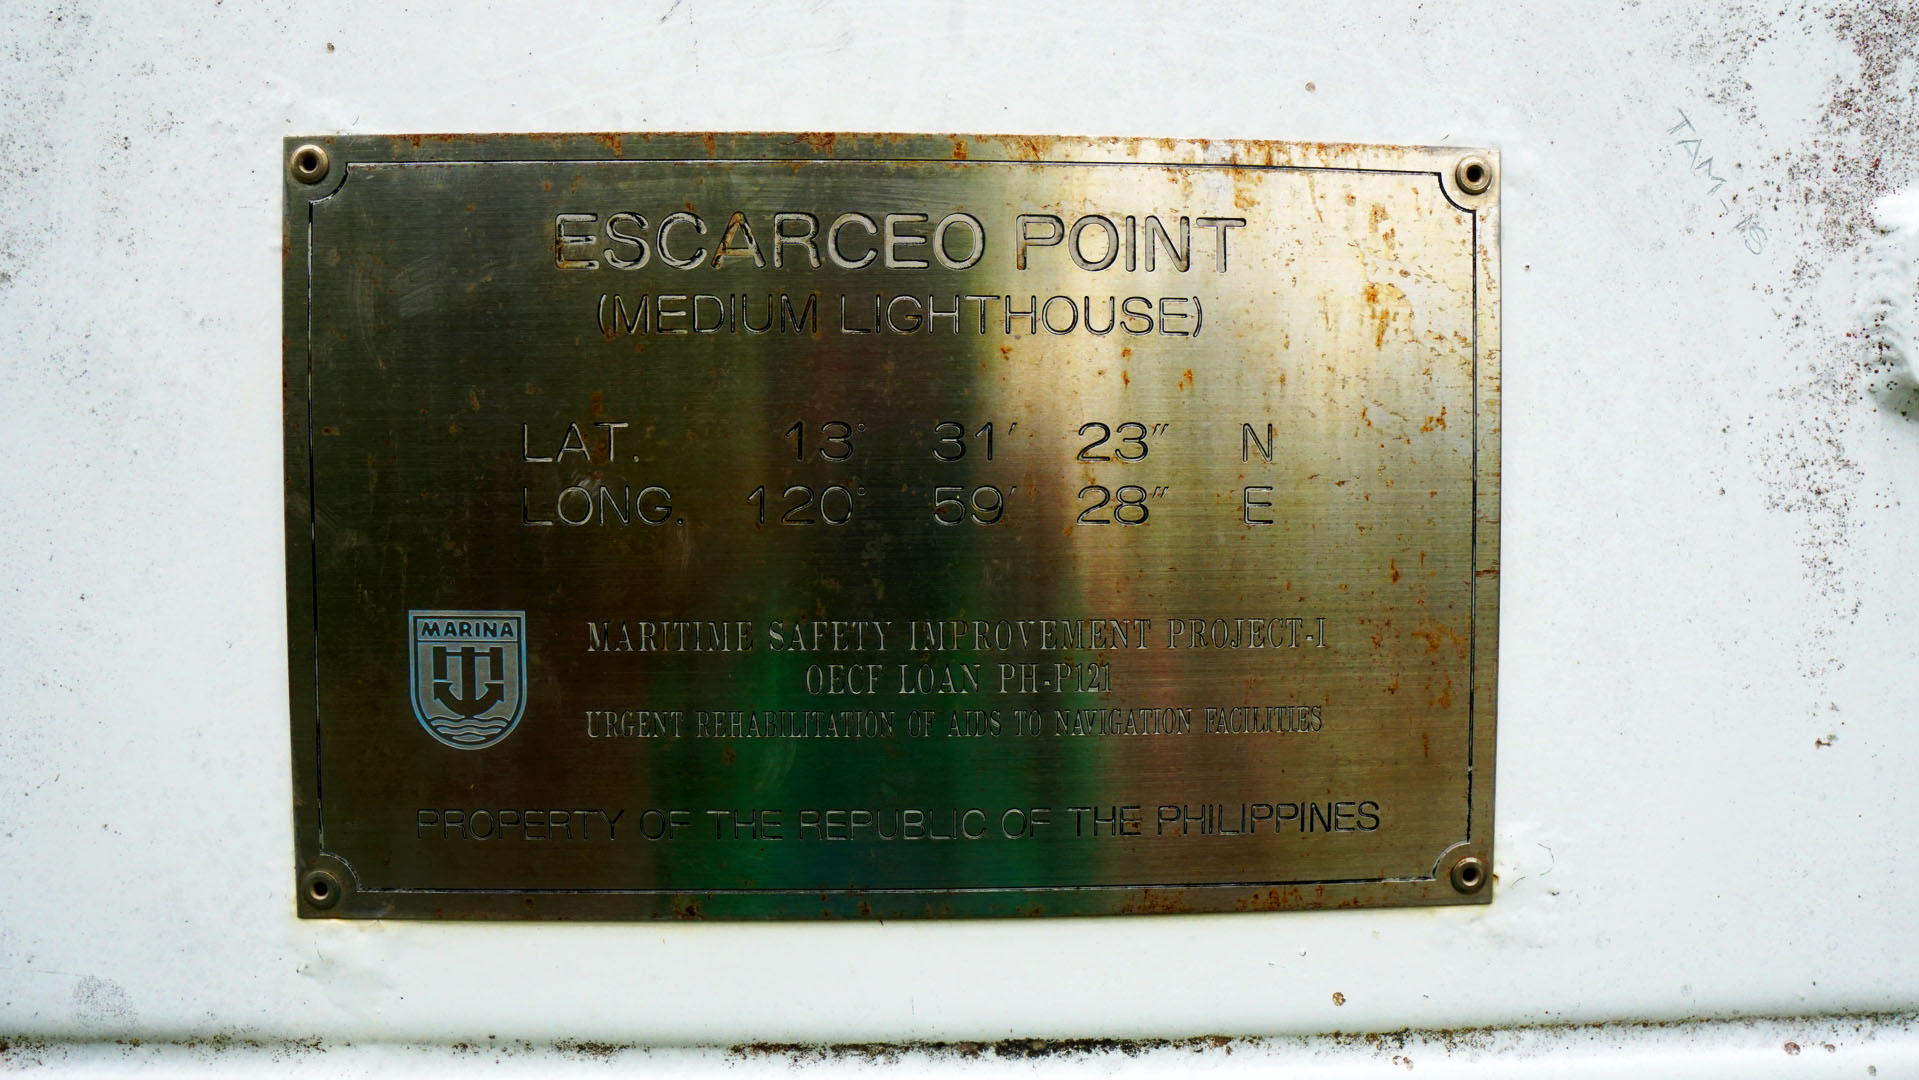 ESCARCEO POINT
(MEDIUM LIGHTHOUSE)
LAT. 13° 31′ 23″ N
LONG. 120° 59′ 28″ E
MARINA
MARITIME SAFETY IMPROVEMENT PROJECT-I
OECF LOAN PH-P121
URGENT REHABILITATION OF AIDS TO NAVIGATION FACILITIES
PROPERTY OF THE REPUBLIC OF THE PHILIPPINES